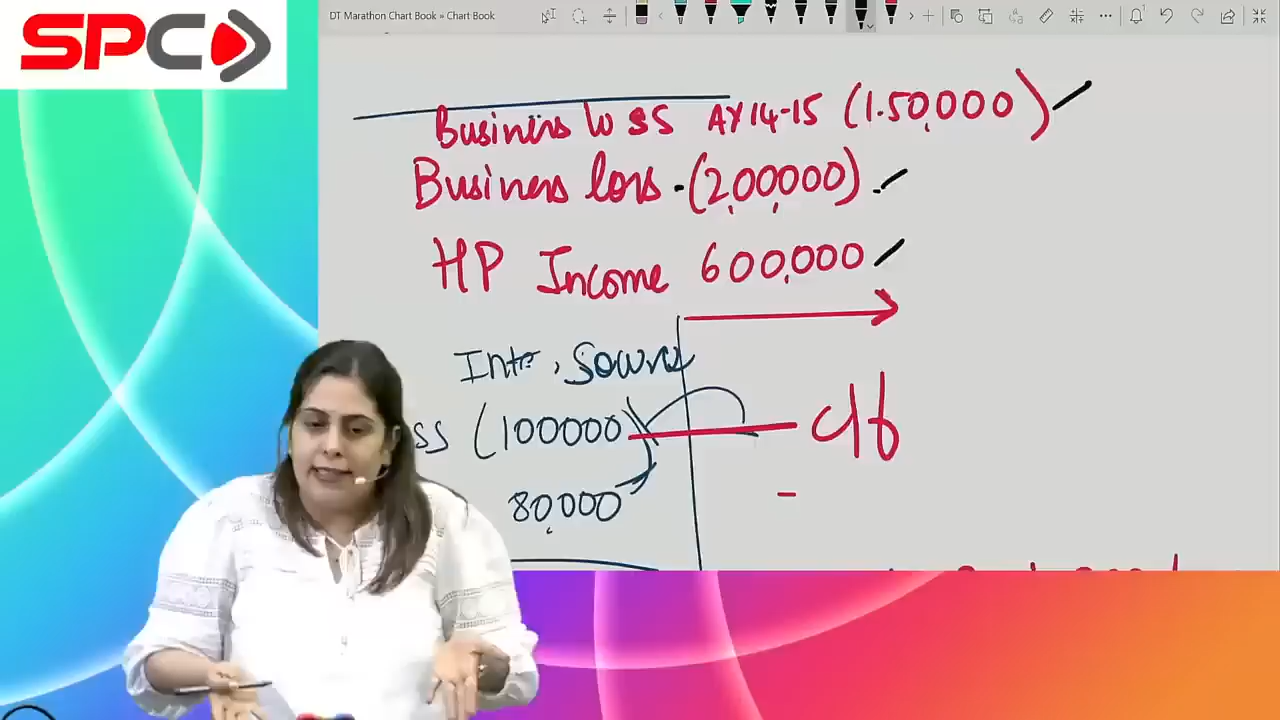 SPC
DT Marathon Chart Book » Chart Book
Business loss AY14-15 (1.50,000)
Business loss (2,00,000)
HP Income 600,000
Inter. Source
ss (100000) c/f
80,000